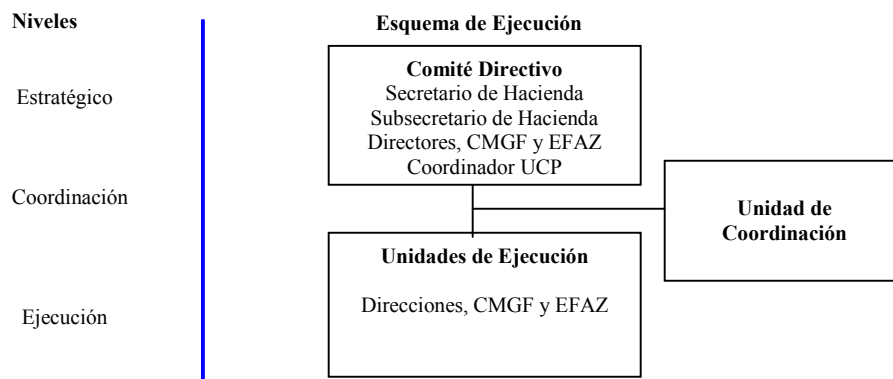 Niveles
Esquema de Ejecución
Estratégico
Comité Directivo
Secretario de Hacienda
Subsecretario de Hacienda
Directores, CMGF y EFAZ
Coordinador UCP
Coordinación
Unidad de
Coordinación
Unidades de Ejecución
Direcciones, CMGF y EFAZ
Ejecución